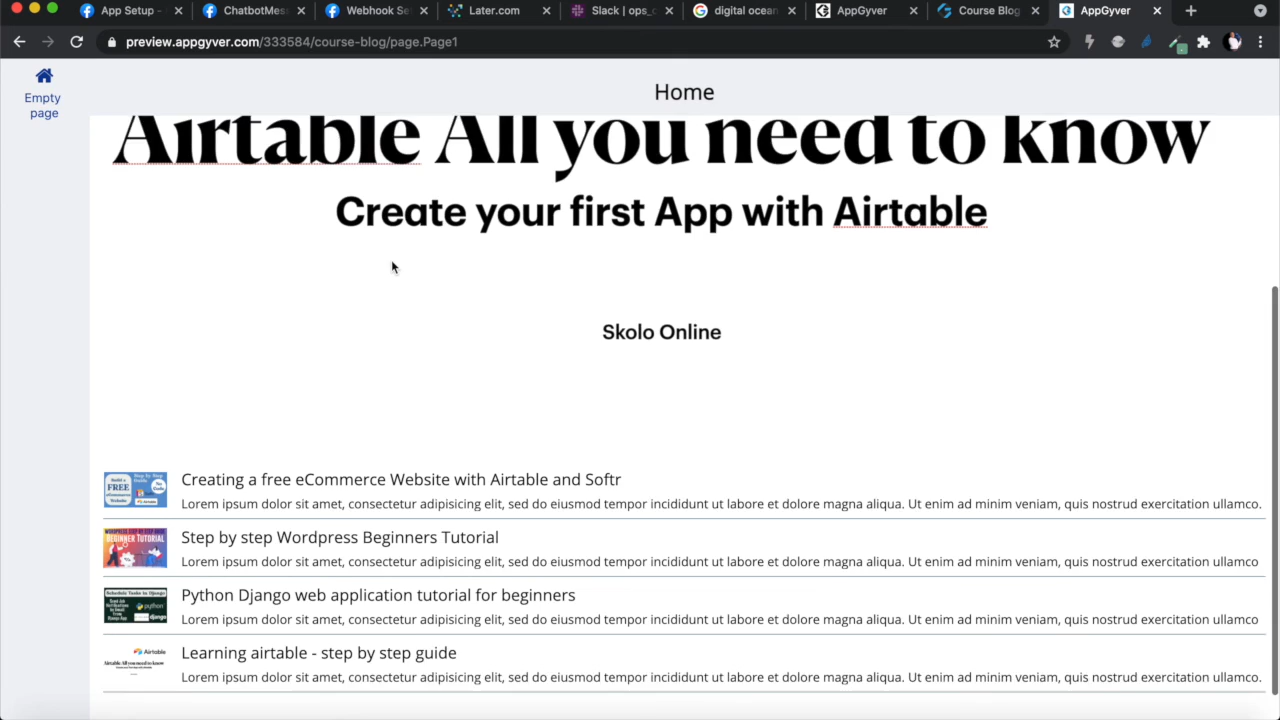 App Setup -
ChatbotMes
Webhook Se
Later.com
Slack | ops_c
digital ocean
AppGyver
Course Blog
AppGyver
preview.appgyver.com/333584/course-blog/page.Page1
Empty
page
Home
Airtable All you need to know
Create your first App with Airtable
Skolo Online
Creating a free eCommerce Website with Airtable and Softr
Lorem ipsum dolor sit amet, consectetur adipisicing elit, sed do eiusmod tempor incididunt ut labore et dolore magna aliqua. Ut enim ad minim veniam, quis nostrud exercitation ullamco.
Step by step Wordpress Beginners Tutorial
Lorem ipsum dolor sit amet, consectetur adipisicing elit, sed do eiusmod tempor incididunt ut labore et dolore magna aliqua. Ut enim ad minim veniam, quis nostrud exercitation ullamco
Python Django web application tutorial for beginners
Lorem ipsum dolor sit amet, consectetur adipisicing elit, sed do eiusmod tempor incididunt ut labore et dolore magna aliqua. Ut enim ad minim veniam, quis nostrud exercitation ullamco
Airtable
Airtable All you need to know
Learning airtable - step by step guide
Lorem ipsum dolor sit amet, consectetur adipisicing elit, sed do eiusmod tempor incididunt ut labore et dolore magna aliqua. Ut enim ad minim veniam, quis nostrud exercitation ullamco.